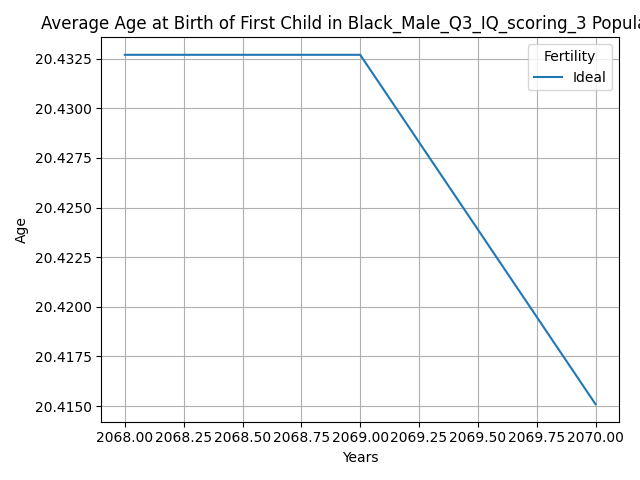 Average Age at Birth of First Child in Black_Male_Q3_IQ_scoring_3
Fertility
Ideal
20.4325
20.4300
20.4275
20.4250
20.4225
20.4200
20.4175
20.4150
Age
2068.00 2068.25 2068.50 2068.75 2069.00 2069.25 2069.50 2069.75 2070.00
Years